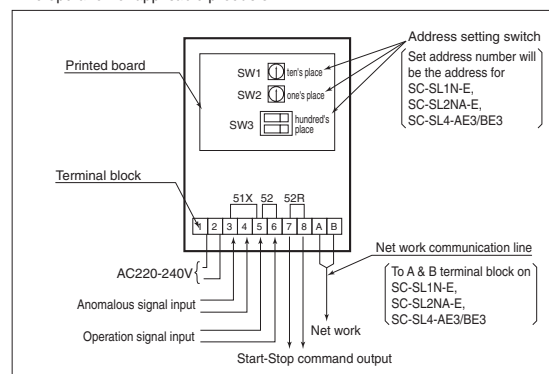 Address setting switch
Set address number will
be the address for
SC-SL1N-E,
SC-SL2NA-E,
SC-SL4-AE3/BE3
Printed board
SW1 ten's place
SW2 one's place
SW3 hundred's
place
Terminal block
51X 52 52R
1 2 3 4 5 6 7 8 A B
AC220-240V
Net work communication line
To A & B terminal block on
SC-SL1N-E,
SC-SL2NA-E,
SC-SL4-AE3/BE3
Anomalous signal input
Operation signal input
Net work
Start-Stop command output